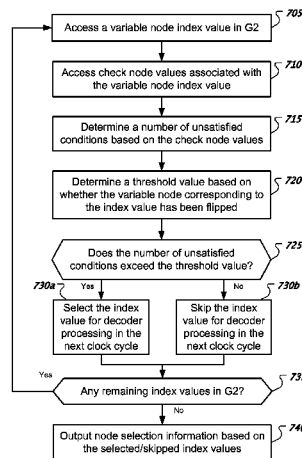 705
Access a variable node index value in G2
710
Access check node values associated with
the variable node index value
715
Determine a number of unsatisfied
conditions based on the check node values
720
Determine a threshold value based on
whether the variable node corresponding to
the index value has been flipped
725
Does the number of unsatisfied
conditions exceed the threshold value?
730a
Yes
No
730b
Select the index
value for decoder
processing in the
next clock cycle
Skip the index
value for decoder
processing in the
next clock cycle
Yes
Any remaining index values in G2?
No
Output node selection information based on
the selected/skipped index values